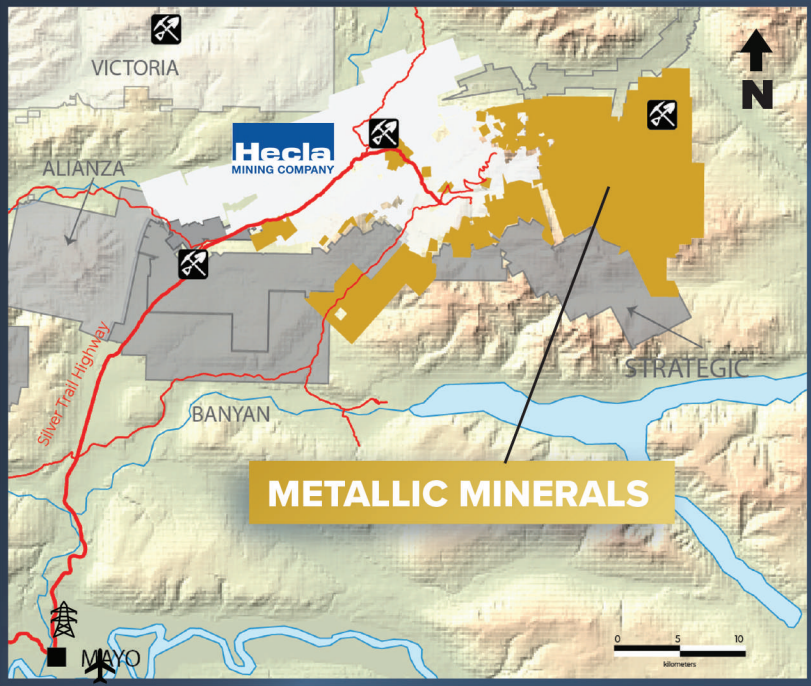 VICTORIA
N
Hecla
MINING COMPANY
ALIANZA
Silver Trail Highway
STRATEGIC
BANYAN
METALLIC MINERALS
MAYO
0 5 10
kilometers